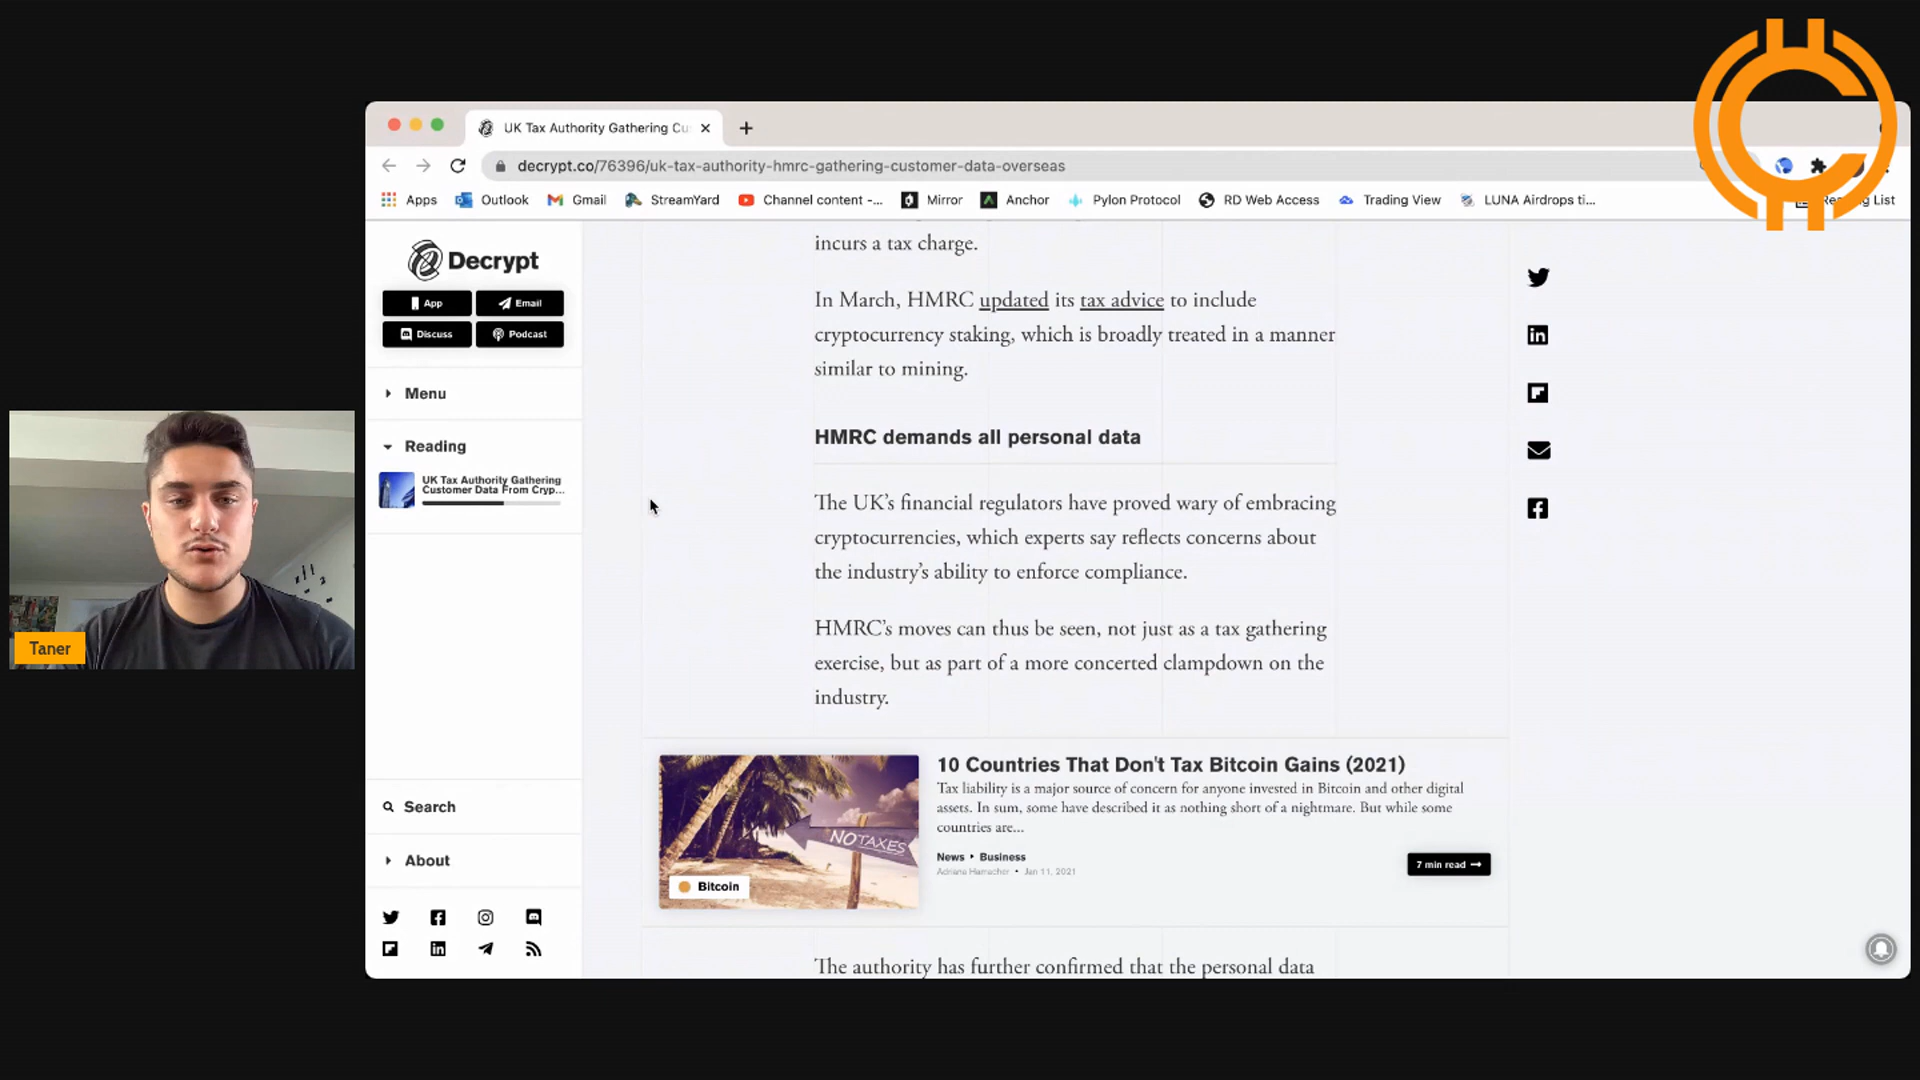 UK Tax Authority Gathering Cu
decrypt.co/76396/uk-tax-authority-hmrc-gathering-customer-data-overseas
Apps Outlook Gmail StreamYard Channel content -... Mirror Anchor Pylon Protocol RD Web Access Trading View LUNA Airdrops ti... List
Decrypt
App Email
Discuss Podcast
Menu
Reading
UK Tax Authority Gathering
Customer Data From Cryp...
Search
About
incurs a tax charge.
In March, HMRC updated its tax advice to include
cryptocurrency staking, which is broadly treated in a manner
similar to mining.
HMRC demands all personal data
The UK's financial regulators have proved wary of embracing
cryptocurrencies, which experts say reflects concerns about
the industry's ability to enforce compliance.
HMRC's moves can thus be seen, not just as a tax gathering
exercise, but as part of a more concerted clampdown on the
industry.
NO TAXES
Bitcoin
10 Countries That Don't Tax Bitcoin Gains (2021)
Tax liability is a major source of concern for anyone invested in Bitcoin and other digital
assets. In sum, some have described it as nothing short of a nightmare. But while some
countries are...
News • Business
Adriana Hamacher • Jan 11, 2021
7 min read →
The authority has further confirmed that the personal data
Taner